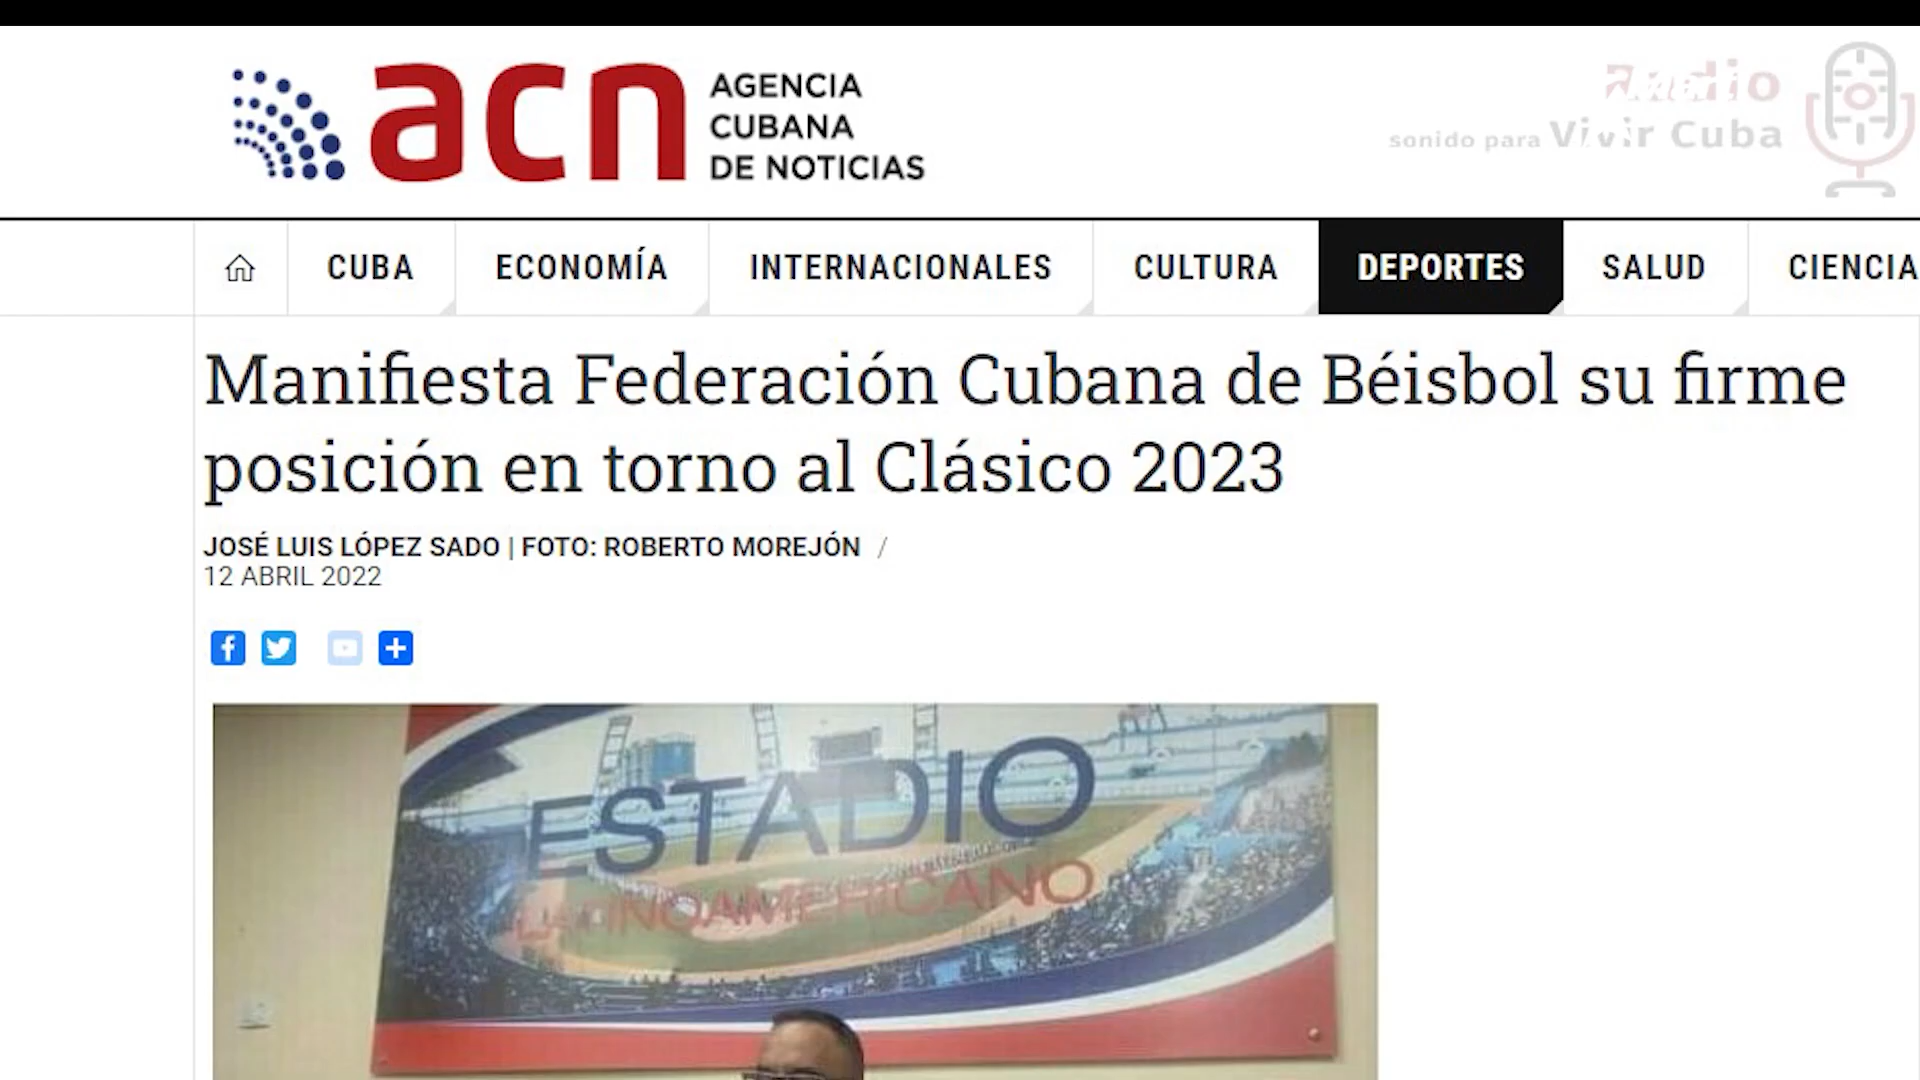 acn
AGENCIA
CUBANA
DE NOTICIAS
sonido para Vivir Cuba
CUBA
ECONOMÍA
INTERNACIONALES
CULTURA
DEPORTES
SALUD
CIENCIA
Manifiesta Federación Cubana de Béisbol su firme
posición en torno al Clásico 2023
JOSÉ LUIS LÓPEZ SADO | FOTO: ROBERTO MOREJÓN /
12 ABRIL 2022
ESTADIO
LATINOAMERICANO